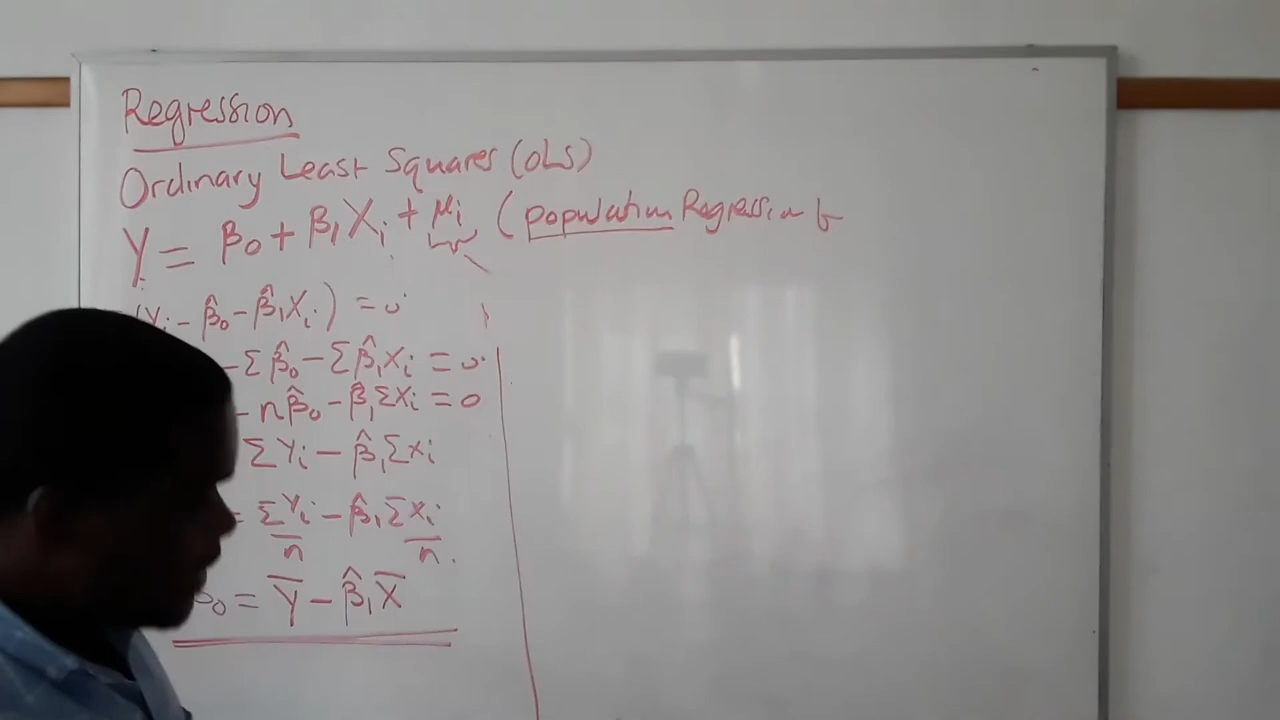 Regression
Ordinary Least Squares (OLS)
Y = β₀ + β₁Xᵢ + μᵢ (population Regression f
(Yᵢ - β̂₀ - β̂₁Xᵢ) = 0
- Σβ̂₀ - Σβ̂₁Xᵢ = 0
- nβ̂₀ - β̂₁ΣXᵢ = 0
ΣYᵢ - β̂₁ΣXᵢ
= ΣYᵢ/n - β̂₁ΣXᵢ/n.
β₀ = Ȳ - β̂₁X̄